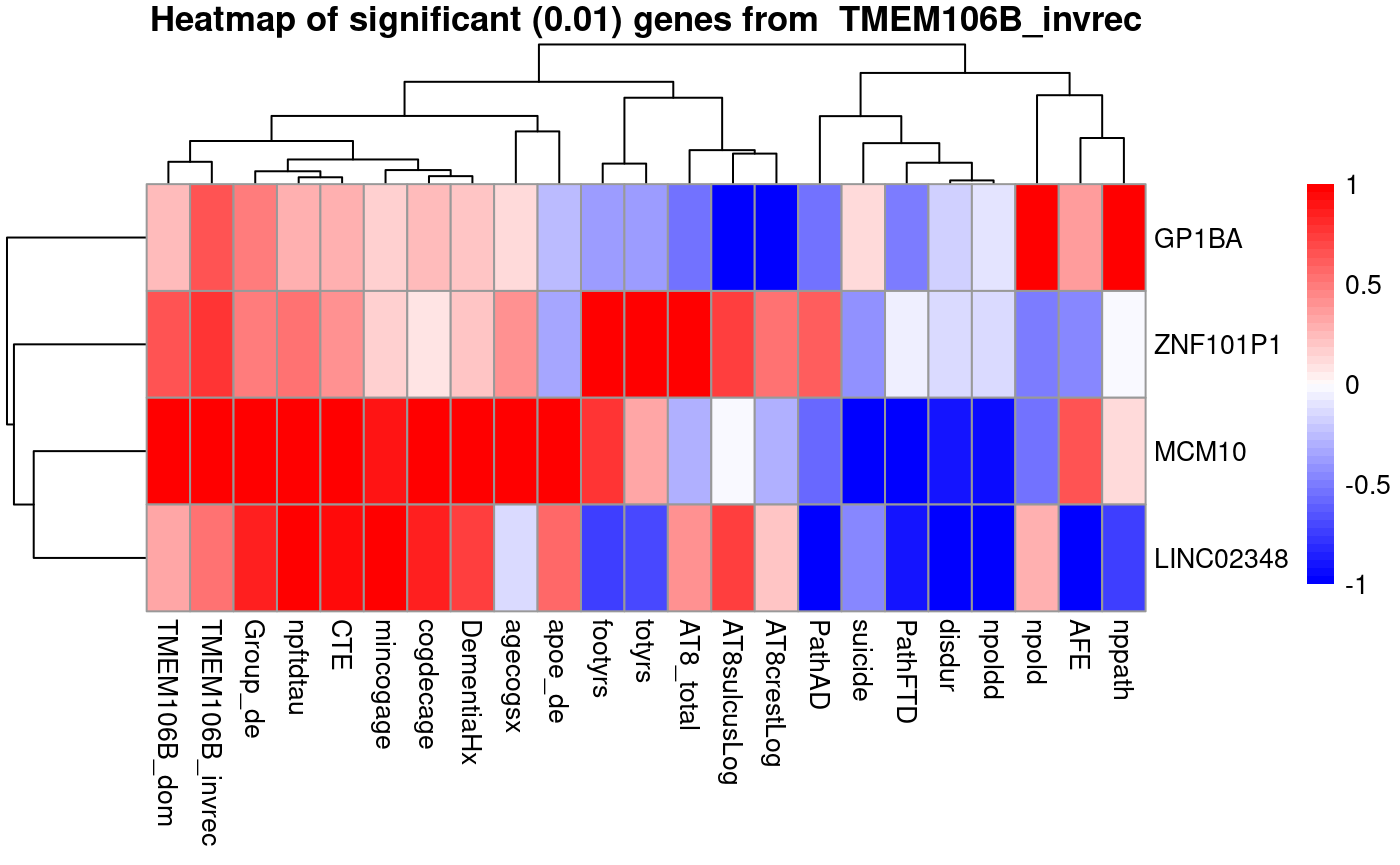 Heatmap of significant (0.01) genes from  TMEM106B_invrec
1
0.5
0
-0.5
-1
GP1BA
ZNF101P1
MCM10
LINC02348
TMEM106B_dom
TMEM106B_invrec
Group_de
npftdtau
CTE
mincogage
cogdecage
DementiaHx
agecogsx
apoe_de
footyrs
totyrs
AT8_total
AT8sulcusLog
AT8crestLog
PathAD
suicide
PathFTD
disdur
npoldd
npold
AFE
nppath